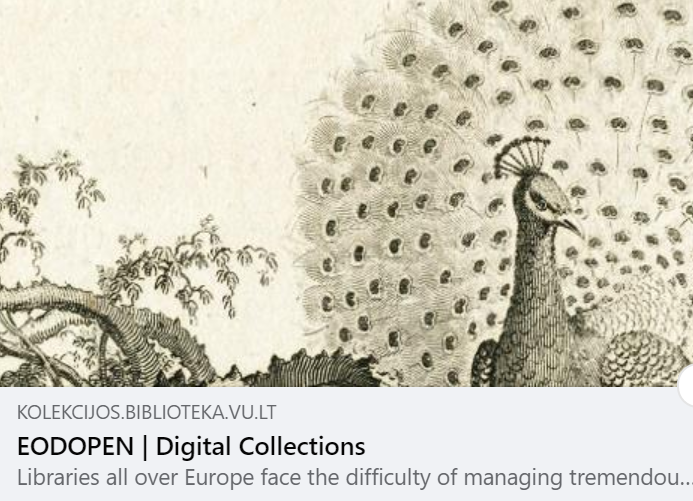 KOLEKCIJOS.BIBLIOTEKA.VU.LT
EODOPEN | Digital Collections
Libraries all over Europe face the difficulty of managing tremendou...